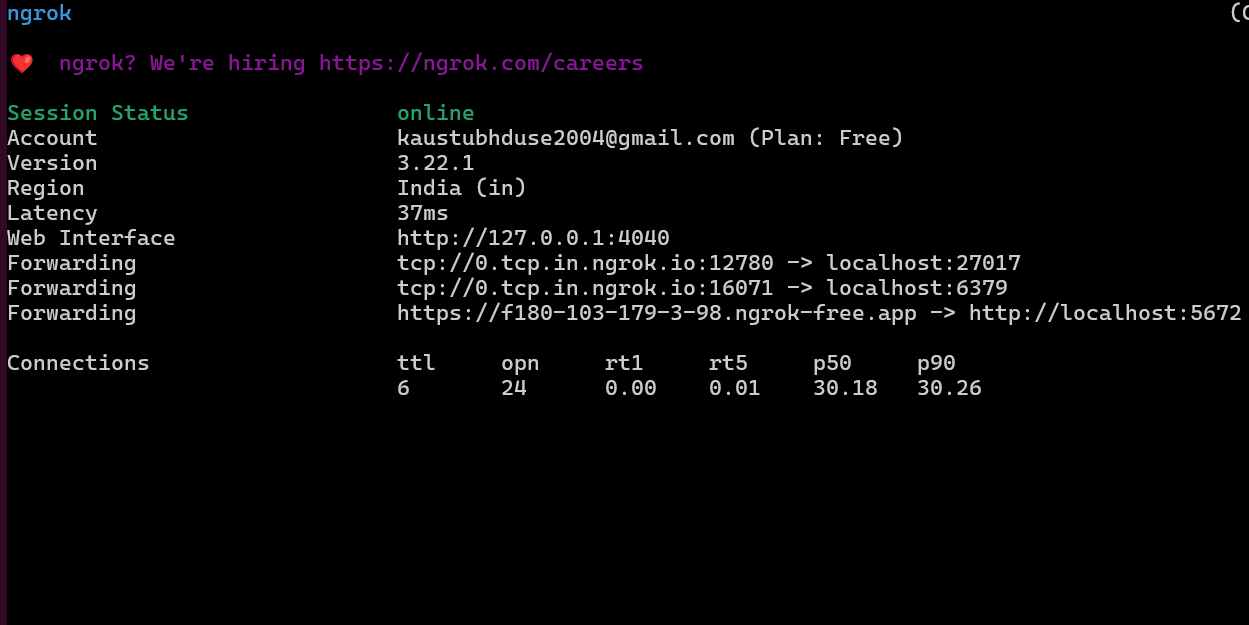 ngrok (C
❤️ ngrok? We're hiring https://ngrok.com/careers
Session Status online
Account kaustubhduse2004@gmail.com (Plan: Free)
Version 3.22.1
Region India (in)
Latency 37ms
Web Interface http://127.0.0.1:4040
Forwarding tcp://0.tcp.in.ngrok.io:12780 -> localhost:27017
Forwarding tcp://0.tcp.in.ngrok.io:16071 -> localhost:6379
Forwarding https://f180-103-179-3-98.ngrok-free.app -> http://localhost:5672
Connections ttl opn rt1 rt5 p50 p90
6 24 0.00 0.01 30.18 30.26